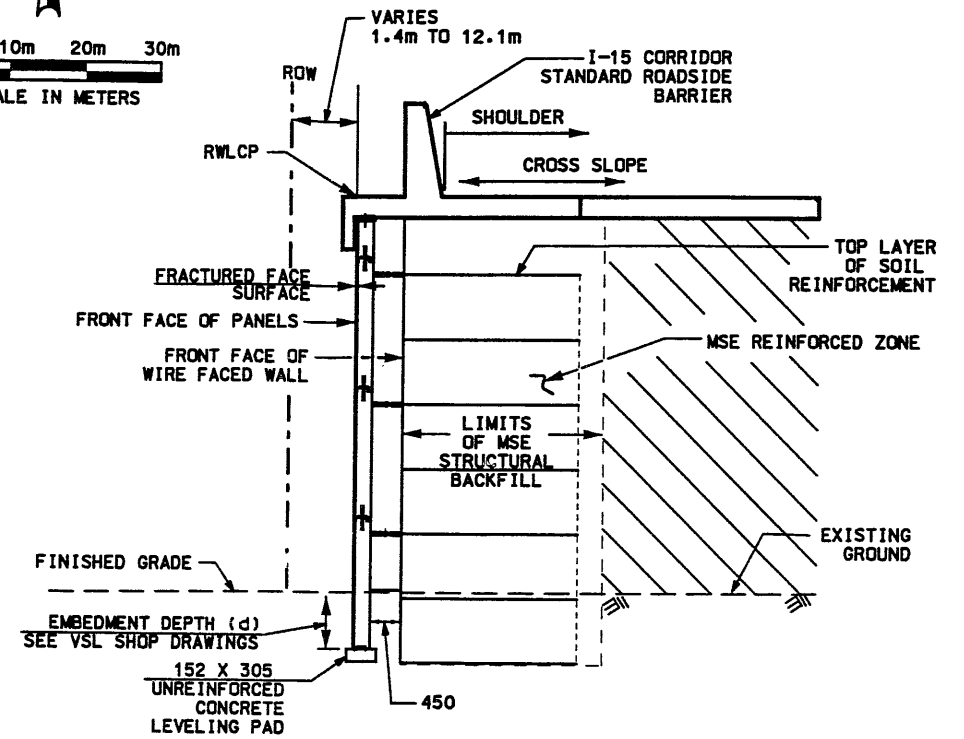 VARIES
1.4m TO 12.1m
10m 20m 30m
ALE IN METERS
ROW
I-15 CORRIDOR
STANDARD ROADSIDE
BARRIER
SHOULDER
RWLCP
CROSS SLOPE
TOP LAYER
OF SOIL
REINFORCEMENT
FRACTURED FACE
SURFACE
FRONT FACE OF PANELS
MSE REINFORCED ZONE
FRONT FACE OF
WIRE FACED WALL
LIMITS
OF MSE
STRUCTURAL
BACKFILL
EXISTING
GROUND
FINISHED GRADE
EMBEDMENT DEPTH (d)
SEE VSL SHOP DRAWINGS
152 X 305
UNREINFORCED
CONCRETE
LEVELING PAD
450